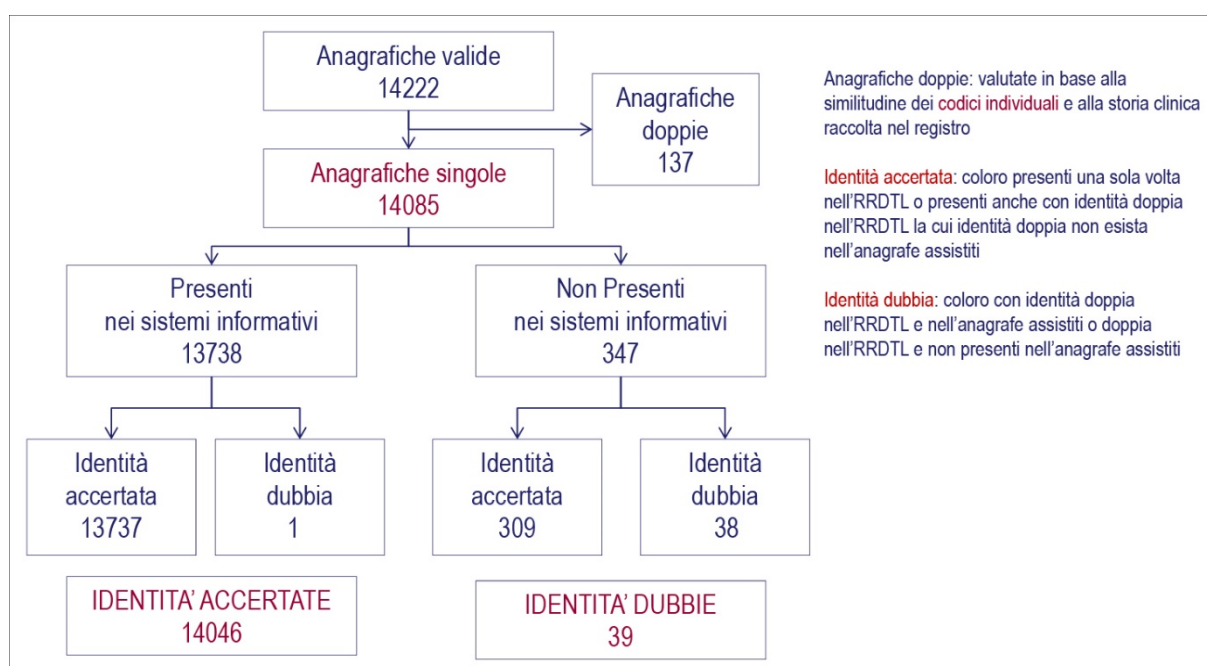 Anagrafiche valide
14222
Anagrafiche
doppie
137
Anagrafiche singole
14085
Presenti
nei sistemi informativi
13738
Non Presenti
nei sistemi informativi
347
Identità
accertata
13737
Identità
dubbia
1
Identità
accertata
309
Identità
dubbia
38
IDENTITA' ACCERTATE
14046
IDENTITA' DUBBIE
39
Anagrafiche doppie: valutate in base alla
similitudine dei codici individuali e alla storia clinica
raccolta nel registro
Identità accertata: coloro presenti una sola volta
nell'RRDTL o presenti anche con identità doppia
nell'RRDTL la cui identità doppia non esista
nell'anagrafe assistiti
Identità dubbia: coloro con identità doppia
nell'RRDTL e nell'anagrafe assistiti o doppia
nell'RRDTL e non presenti nell'anagrafe assistiti